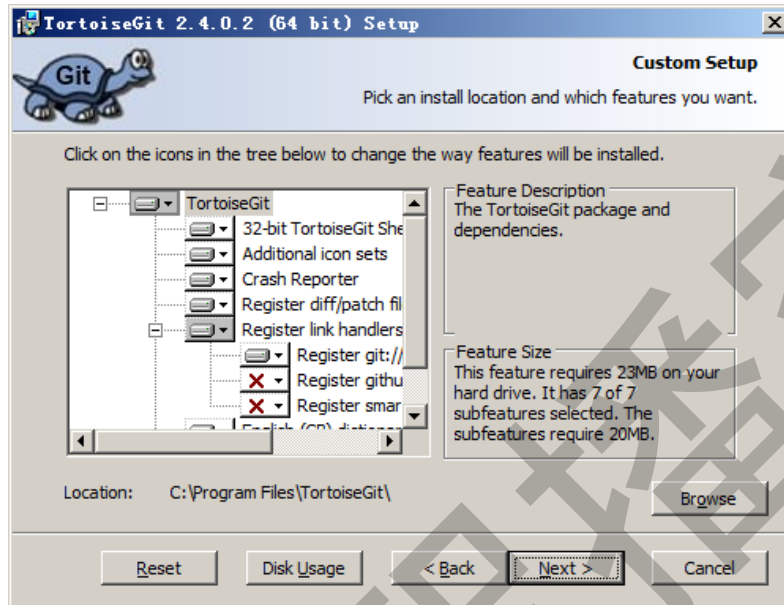 TortoiseGit 2.4.0.2 (64 bit) Setup
Git
Custom Setup
Pick an install location and which features you want.
Click on the icons in the tree below to change the way features will be installed.
TortoiseGit
32-bit TortoiseGit She
Additional icon sets
Crash Reporter
Register diff/patch fil
Register link handlers
Register git://
Register githu
Register smar
English (GB) dictionar
Feature Description
The TortoiseGit package and
dependencies.
Feature Size
This feature requires 23MB on your
hard drive. It has 7 of 7
subfeatures selected. The
subfeatures require 20MB.
Location: C:\Program Files\TortoiseGit\
Browse
Reset
Disk Usage
< Back
Next >
Cancel